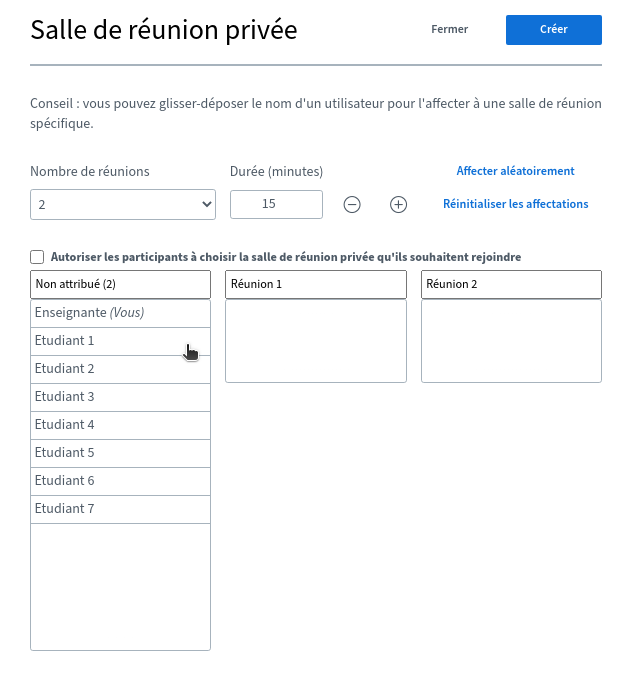 Salle de réunion privée
Fermer
Créer
Conseil : vous pouvez glisser-déposer le nom d'un utilisateur pour l'affecter à une salle de réunion
spécifique.
Nombre de réunions
Durée (minutes)
Affecter aléatoirement
2
15
Réinitialiser les affectations
Autoriser les participants à choisir la salle de réunion privée qu'ils souhaitent rejoindre
Non attribué (2)
Réunion 1
Réunion 2
Enseignante (Vous)
Etudiant 1
Etudiant 2
Etudiant 3
Etudiant 4
Etudiant 5
Etudiant 6
Etudiant 7